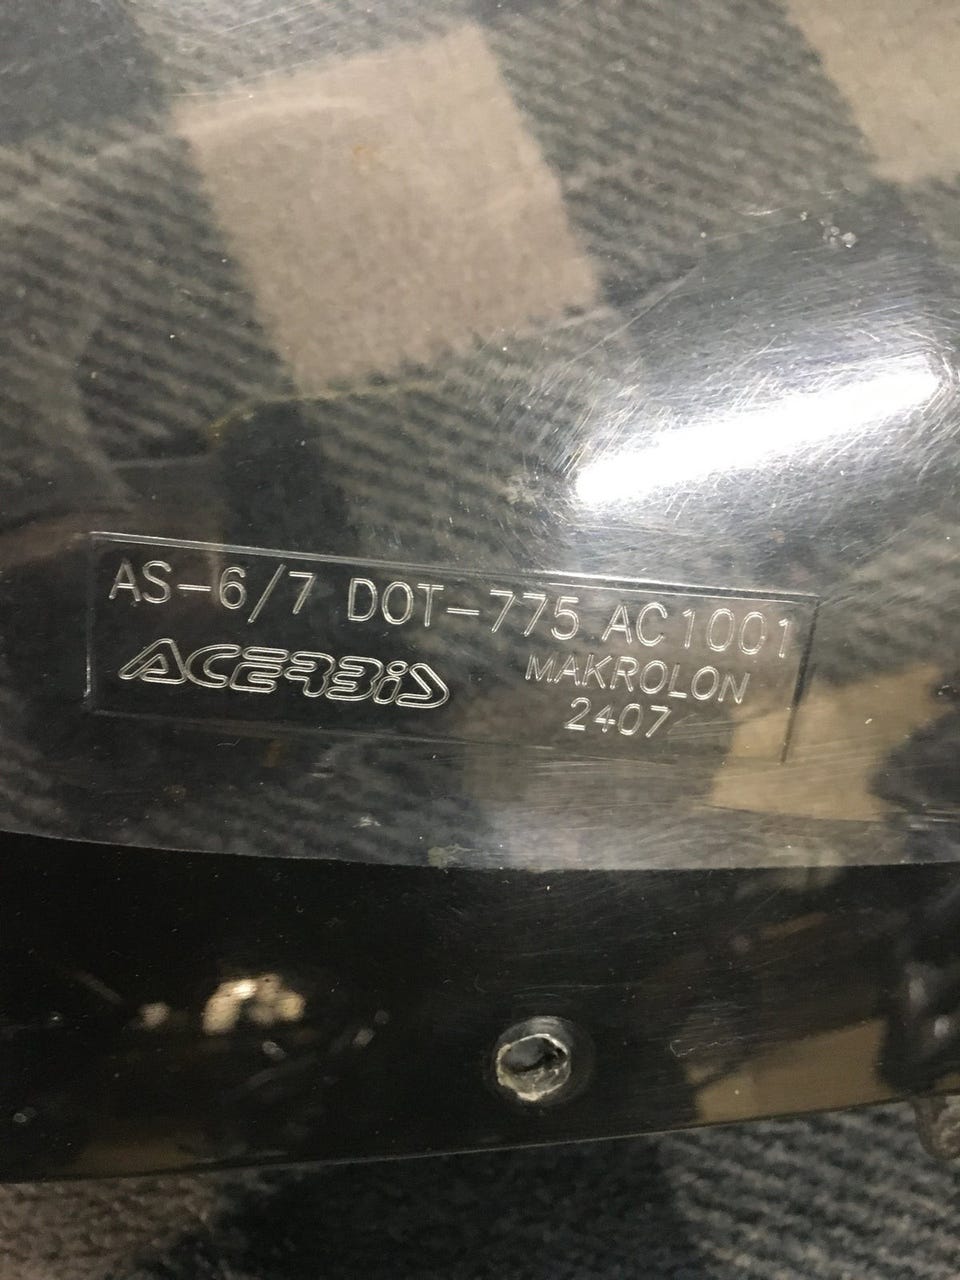 AS-6/7 DOT-775 AC1001
ACERBIS
MAKROLON
2407